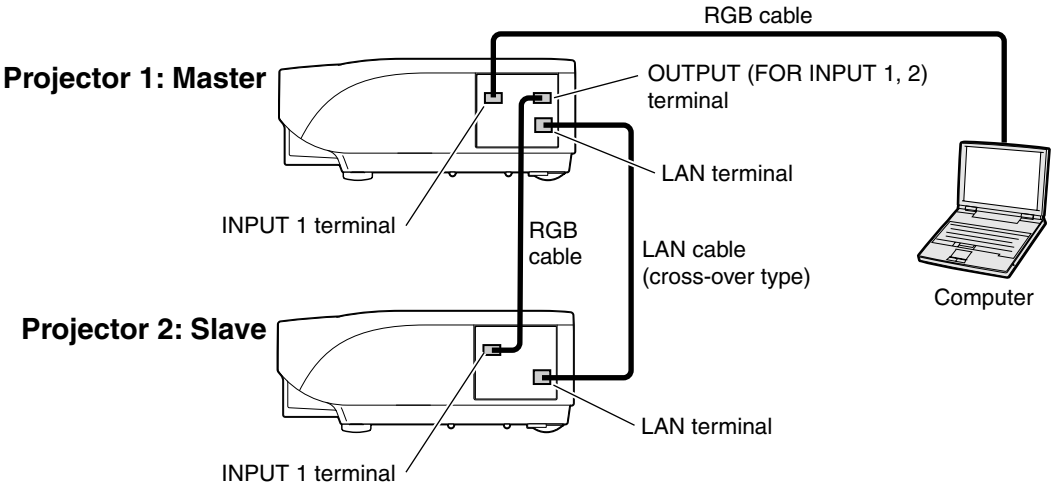 RGB cable
Projector 1: Master
OUTPUT (FOR INPUT 1, 2)
terminal
LAN terminal
INPUT 1 terminal
RGB
cable
LAN cable
(cross-over type)
Computer
Projector 2: Slave
LAN terminal
INPUT 1 terminal